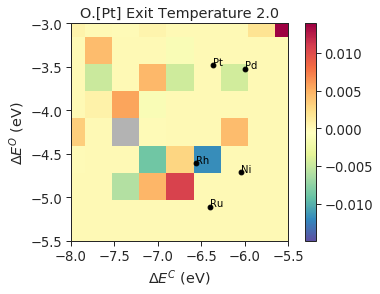 O.[Pt] Exit Temperature 2.0
−3.0
−3.5
−4.0
−4.5
−5.0
−5.5
ΔE^O (eV)
Pt
Pd
Rh
Ni
Ru
−8.0 −7.5 −7.0 −6.5 −6.0 −5.5
ΔE^C (eV)
0.010
0.005
0.000
−0.005
−0.010